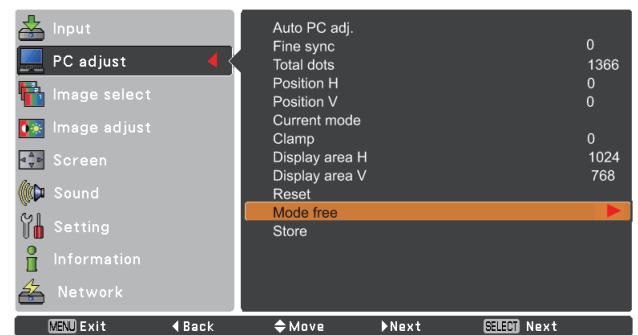 Input
PC adjust
Image select
Image adjust
Screen
Sound
Setting
Information
Network
Auto PC adj.
Fine sync 0
Total dots 1366
Position H 0
Position V 0
Current mode
Clamp 0
Display area H 1024
Display area V 768
Reset
Mode free
Store
MENU Exit Back Move Next SELECT Next